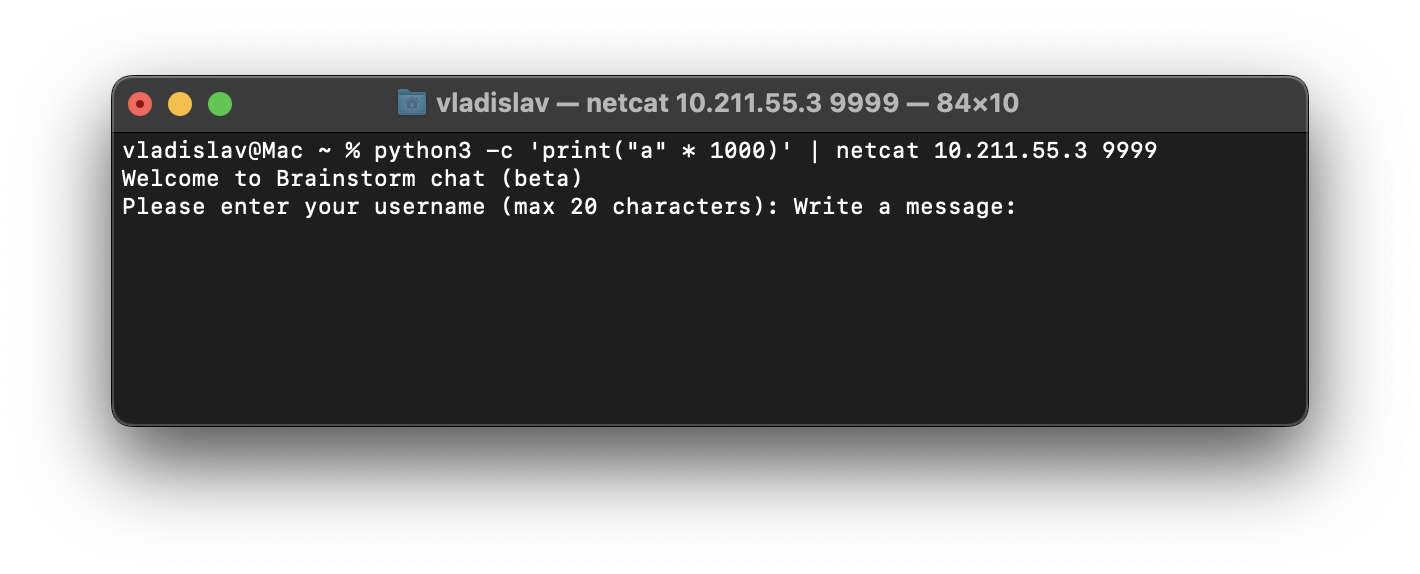 vladislav — netcat 10.211.55.3 9999 — 84×10
vladislav@Mac ~ % python3 -c 'print("a" * 1000)' | netcat 10.211.55.3 9999
Welcome to Brainstorm chat (beta)
Please enter your username (max 20 characters): Write a message: